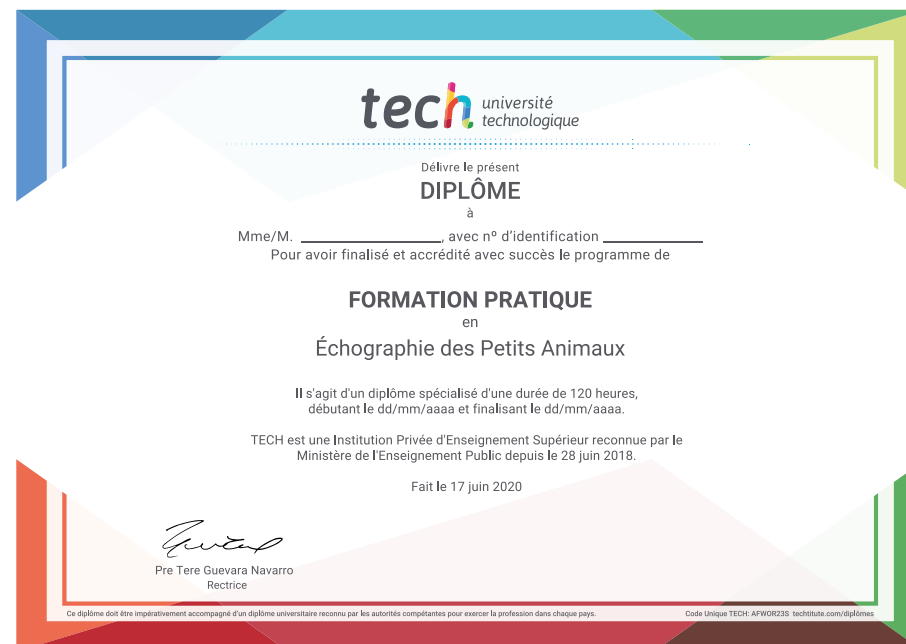 tech université
technologique
Délivre le présent
DIPLÔME
à
Mme/M. __________________, avec nº d'identification _____________
Pour avoir finalisé et accrédité avec succès le programme de
FORMATION PRATIQUE
en
Échographie des Petits Animaux
Il s'agit d'un diplôme spécialisé d'une durée de 120 heures,
débutant le dd/mm/aaaa et finalisant le dd/mm/aaaa.
TECH est une Institution Privée d'Enseignement Supérieur reconnue par le
Ministère de l'Enseignement Public depuis le 28 juin 2018.
Fait le 17 juin 2020
Pre Tere Guevara Navarro
Rectrice
Ce diplôme doit être impérativement accompagné d'un diplôme universitaire reconnu par les autorités compétentes pour exercer la profession dans chaque pays. Code Unique TECH: AFWOR23S techtitute.com/diplômes